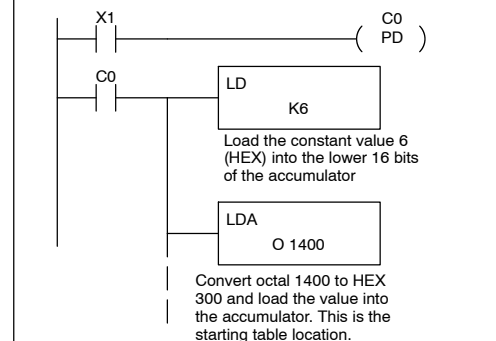 X1
C0
PD
C0
LD
K6
Load the constant value 6
(HEX) into the lower 16 bits
of the accumulator
LDA
O 1400
Convert octal 1400 to HEX
300 and load the value into
the accumulator. This is the
starting table location.